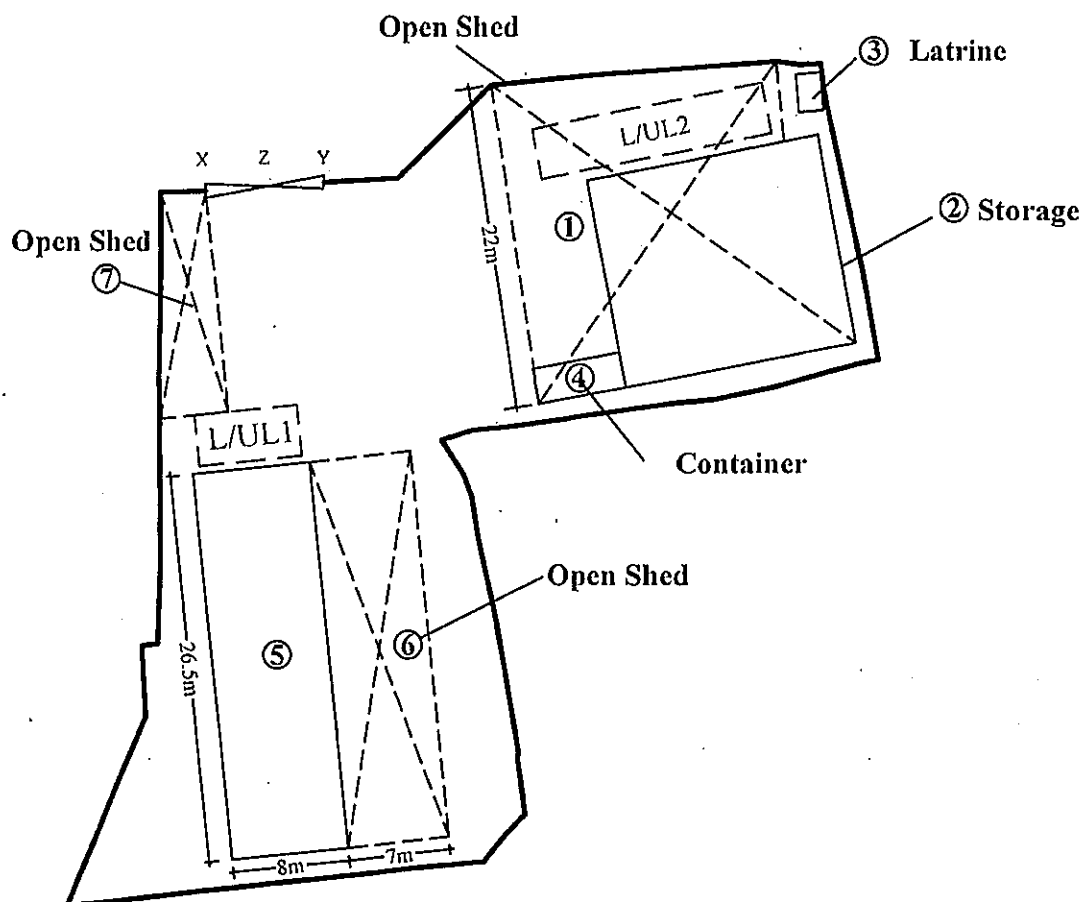 Open Shed
③ Latrine
L/UL2
X Z Y
② Storage
①
Open Shed
⑦
22m
④
L/UL1
Container
Open Shed
⑥
⑤
26.5m
8m
7m